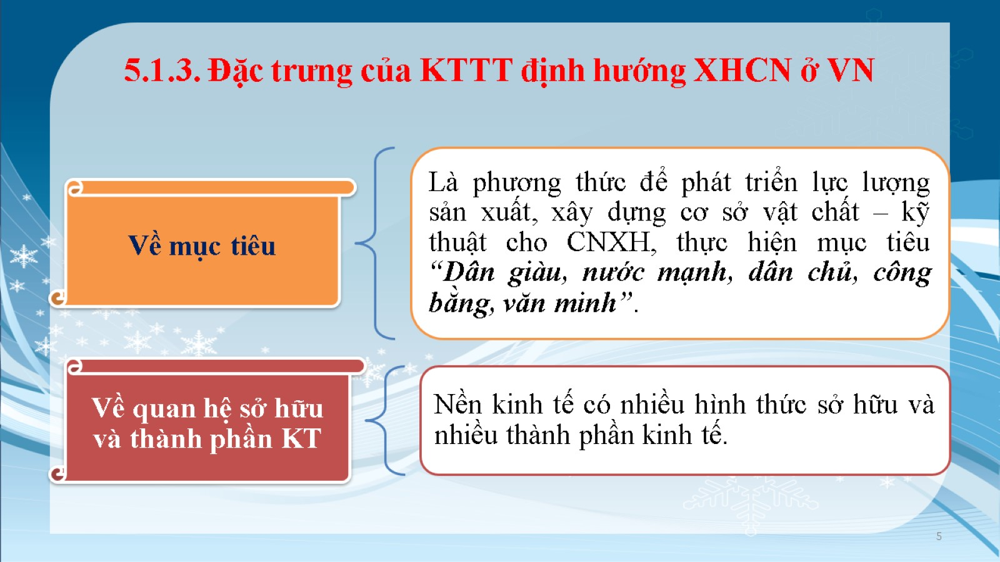 5.1.3. Đặc trưng của KTTT định hướng XHCN ở VN
Về mục tiêu
Là phương thức để phát triển lực lượng
sản xuất, xây dựng cơ sở vật chất – kỹ
thuật cho CNXH, thực hiện mục tiêu
“Dân giàu, nước mạnh, dân chủ, công
bằng, văn minh”.
Về quan hệ sở hữu
và thành phần KT
Nền kinh tế có nhiều hình thức sở hữu và
nhiều thành phần kinh tế.
5